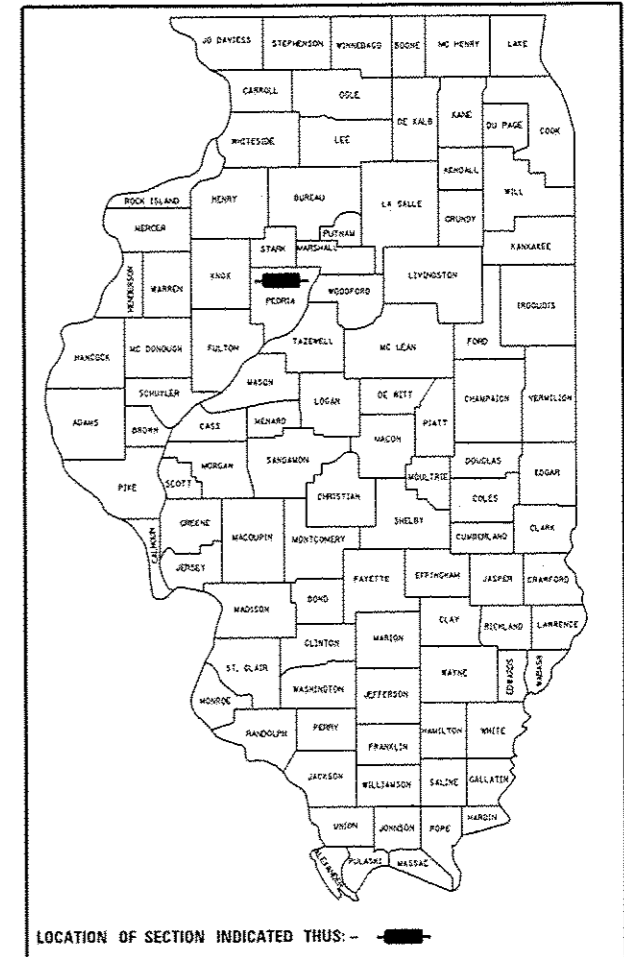 JO DAVIESS STEPHENSON WINNEBAGO BOONE MC HENRY LAKE
CARROLL OGLE DE KALB KANE DU PAGE COOK
WHITESIDE LEE
KENDALL WILL
ROCK ISLAND HENRY BUREAU LA SALLE GRUNDY
MERCER PUTNAM
STARK MARSHALL KANKAKEE
HENDERSON WARREN KNOX PEORIA WOODFORD LIVINGSTON
IROQUOIS
HANCOCK MC DONOUGH FULTON TAZEWELL MC LEAN FORD
MASON
SCHUYLER LOGAN DE WITT CHAMPAIGN VERMILION
ADAMS BROWN CASS MENARD MACON PIATT
PIKE SCOTT MORGAN SANGAMON MOULTRIE DOUGLAS EDGAR
CHRISTIAN COLES
CALHOUN GREENE MACOUPIN MONTGOMERY SHELBY CUMBERLAND CLARK
JERSEY FAYETTE EFFINGHAM JASPER CRAWFORD
MADISON BOND
CLAY RICHLAND LAWRENCE
CLINTON MARION
ST. CLAIR WAYNE EDWARDS WABASH
WASHINGTON JEFFERSON
MONROE
RANDOLPH PERRY HAMILTON WHITE
FRANKLIN
JACKSON WILLIAMSON SALINE GALLATIN
HARDIN
UNION JOHNSON POPE
ALEXANDER PULASKI MASSAC
LOCATION OF SECTION INDICATED THUS: -